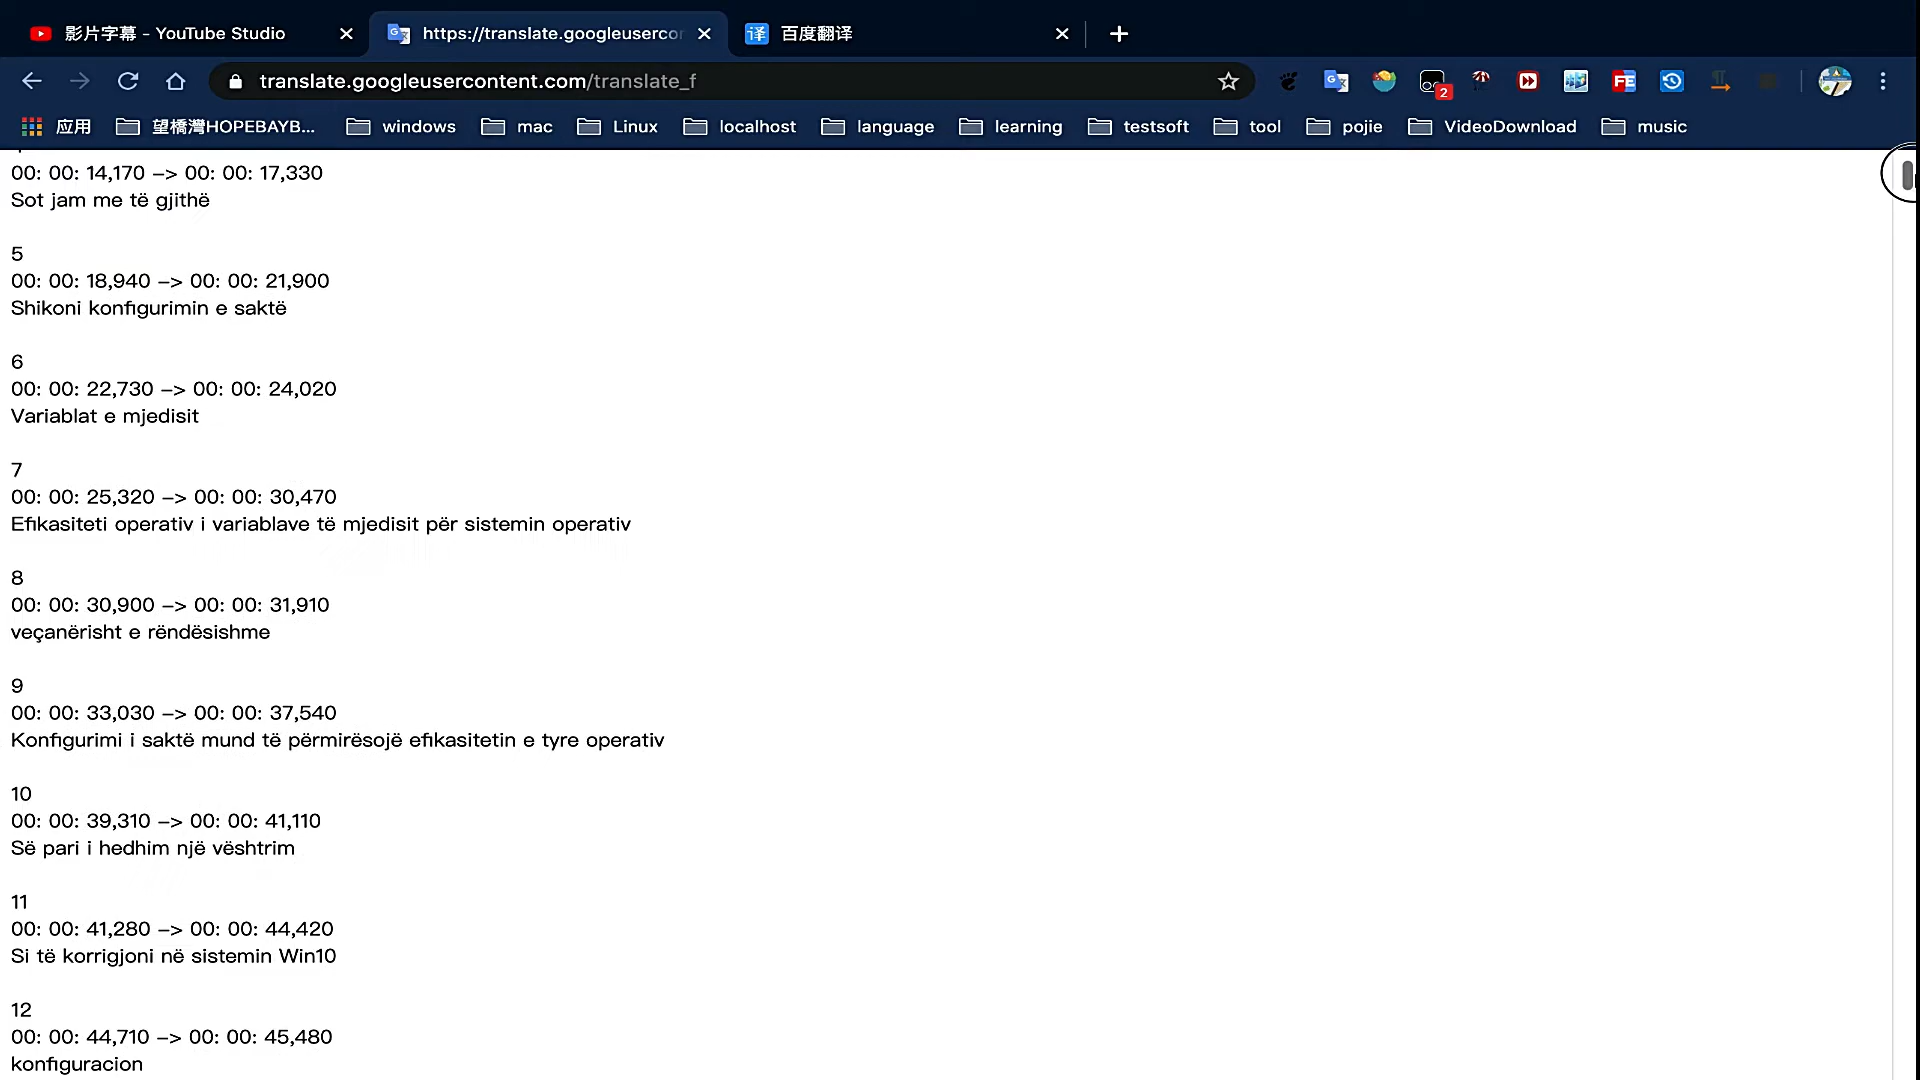 影片字幕 - YouTube Studio
https://translate.googleuserco
百度翻译
translate.googleusercontent.com/translate_f
2
应用
望橋灣HOPEBAYB...
windows
mac
Linux
localhost
language
learning
testsoft
tool
pojie
VideoDownload
music
00: 00: 14,170 –> 00: 00: 17,330
Sot jam me të gjithë
5
00: 00: 18,940 –> 00: 00: 21,900
Shikoni konfigurimin e saktë
6
00: 00: 22,730 –> 00: 00: 24,020
Variablat e mjedisit
7
00: 00: 25,320 –> 00: 00: 30,470
Efikasiteti operativ i variablave të mjedisit për sistemin operativ
8
00: 00: 30,900 –> 00: 00: 31,910
veçanërisht e rëndësishme
9
00: 00: 33,030 –> 00: 00: 37,540
Konfigurimi i saktë mund të përmirësojë efikasitetin e tyre operativ
10
00: 00: 39,310 –> 00: 00: 41,110
Së pari i hedhim një vështrim
11
00: 00: 41,280 –> 00: 00: 44,420
Si të korrigjoni në sistemin Win10
12
00: 00: 44,710 –> 00: 00: 45,480
konfiguracion